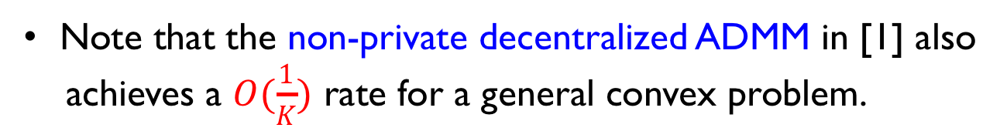 • Note that the non-private decentralized ADMM in [1] also
achieves a O(1/K) rate for a general convex problem.